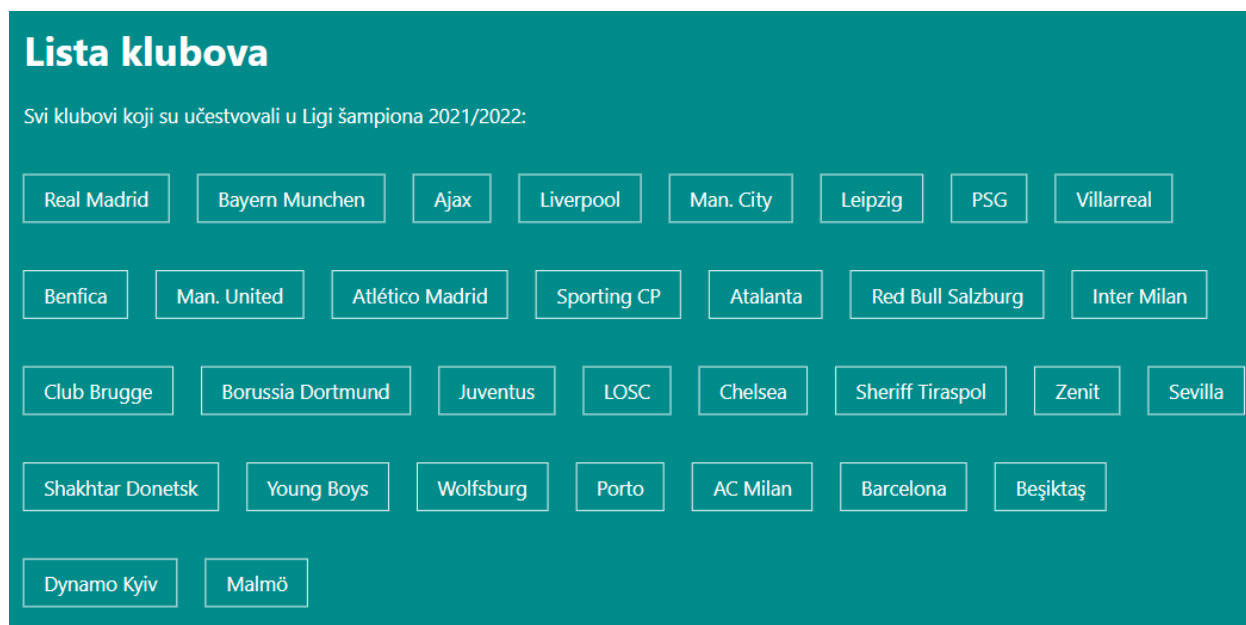 Lista klubova
Svi klubovi koji su učestvovali u Ligi šampiona 2021/2022:
Real Madrid Bayern Munchen Ajax Liverpool Man. City Leipzig PSG Villarreal
Benfica Man. United Atlético Madrid Sporting CP Atalanta Red Bull Salzburg Inter Milan
Club Brugge Borussia Dortmund Juventus LOSC Chelsea Sheriff Tiraspol Zenit Sevilla
Shakhtar Donetsk Young Boys Wolfsburg Porto AC Milan Barcelona Beşiktaş
Dynamo Kyiv Malmö